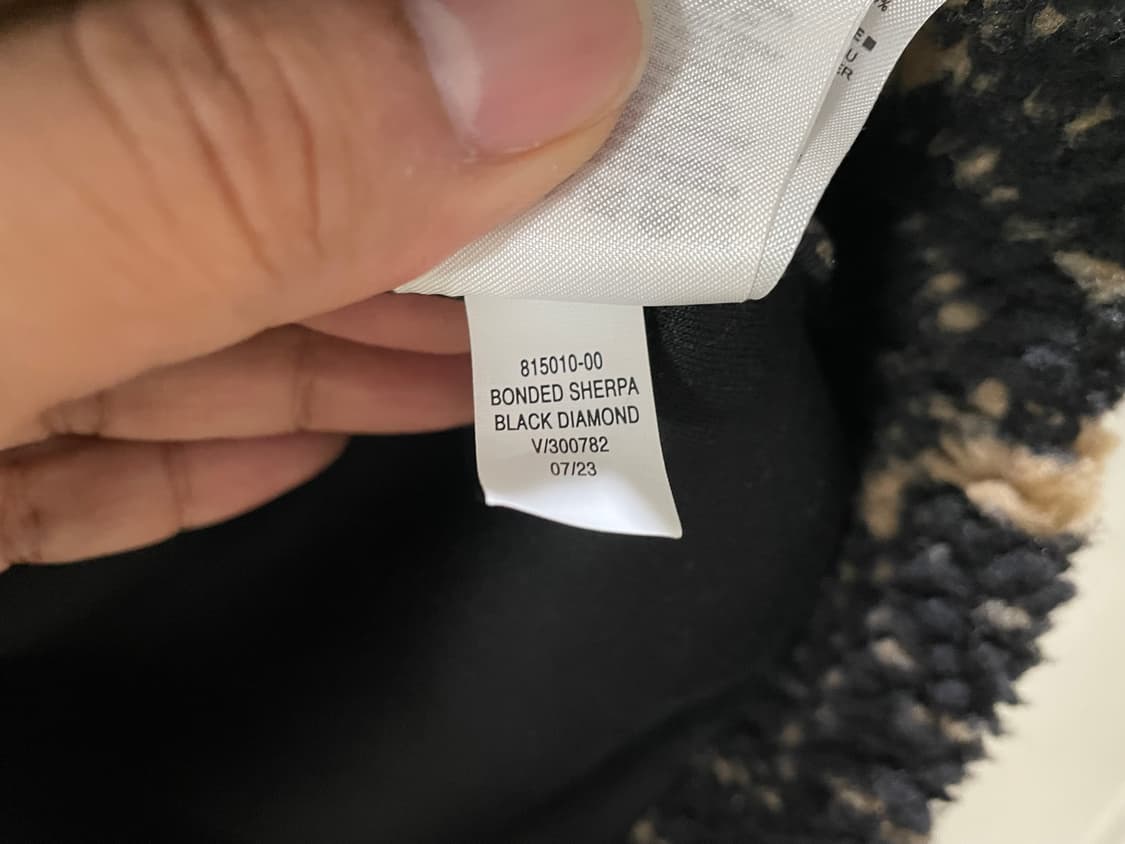 815010-00
BONDED SHERPA
BLACK DIAMOND
V/300782
07/23